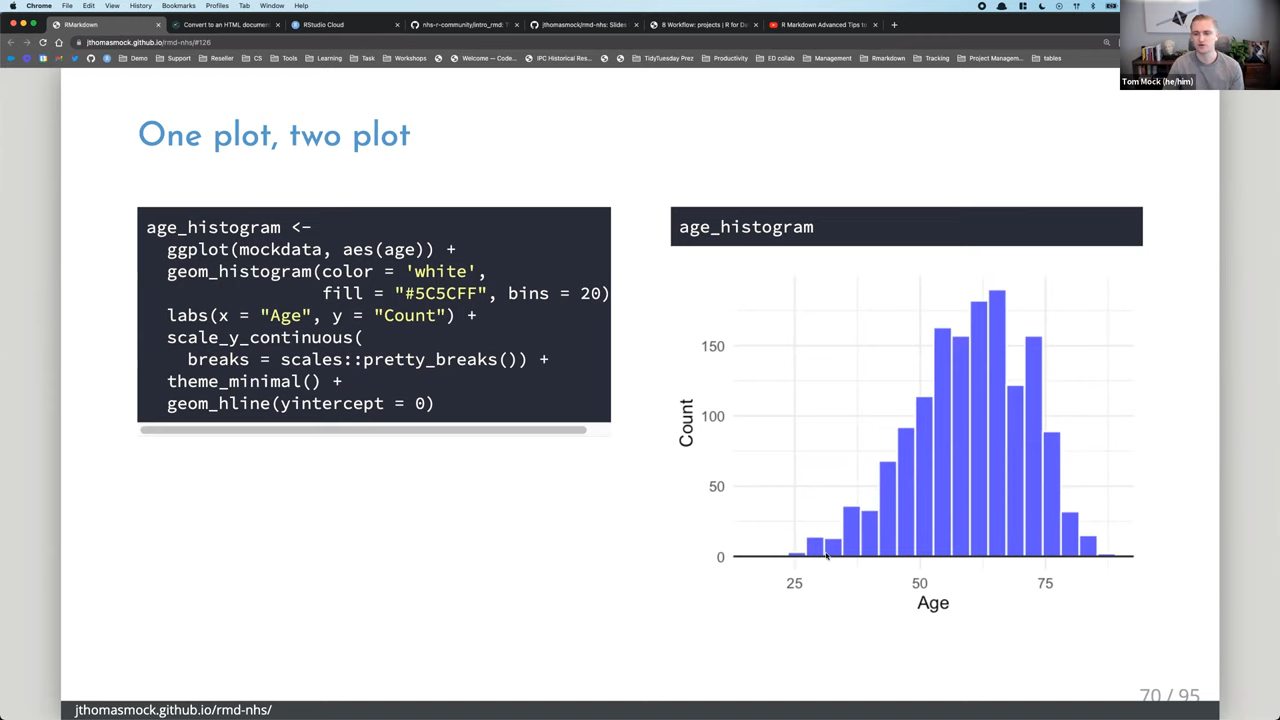 Chrome File Edit View History Bookmarks Profiles Tab Window Help
RMarkdown
Convert to an HTML documen
RStudio Cloud
nhs-r-community/intro_rmd: T
jthomasmock/rmd-nhs: Slides
8 Workflow: projects | R for D
R Markdown Advanced Tips to
jthomasmock.github.io/rmd-nhs/#126
Demo Support Reseller CS Tools Learning Task Workshops Welcome — Code... IPC Historical Res... TidyTuesday Prez Productivity ED collab Management Rmarkdown Tracking Project Managem... tables
Tom Mock (he/him)
One plot, two plot
age_histogram <-
ggplot(mockdata, aes(age)) +
geom_histogram(color = 'white',
fill = "#5C5CFF", bins = 20)
labs(x = "Age", y = "Count") +
scale_y_continuous(
breaks = scales::pretty_breaks()) +
theme_minimal() +
geom_hline(yintercept = 0)
age_histogram
150
100
50
0
Count
25 50 75
Age
70 / 95
jthomasmock.github.io/rmd-nhs/